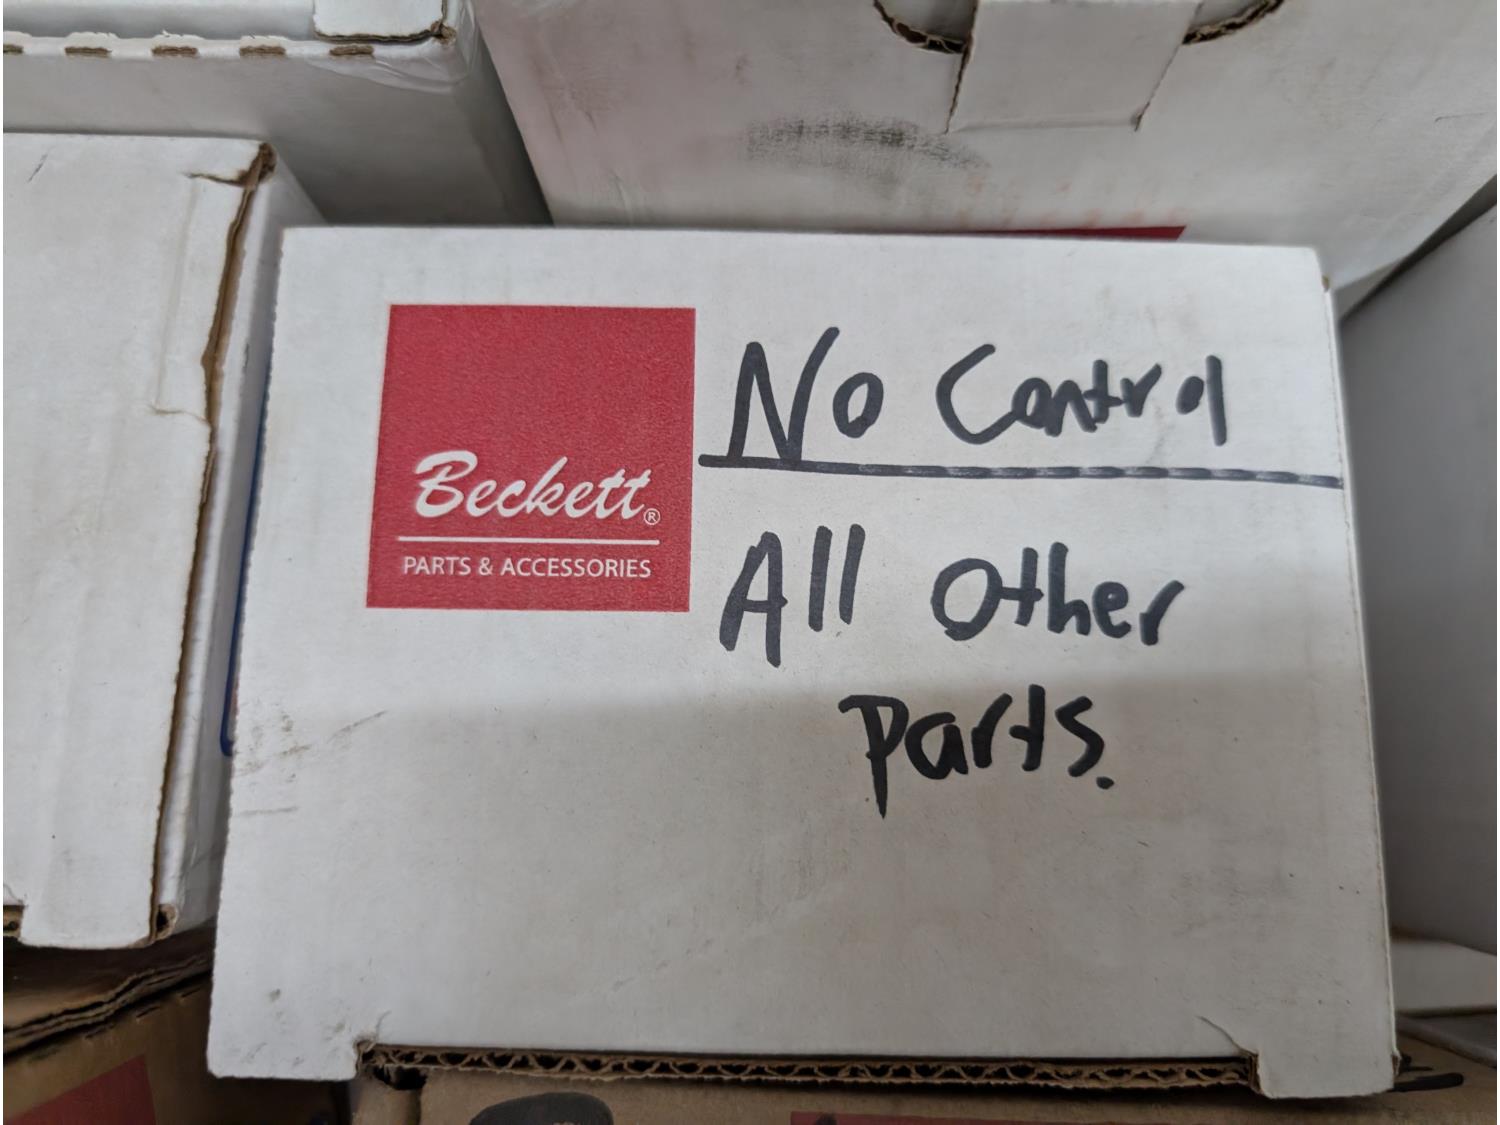 Beckett®
PARTS & ACCESSORIES
No Control
All Other
Parts.